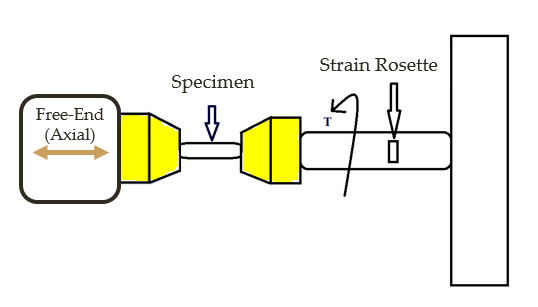 Strain Rosette
Specimen
Free-End
(Axial)
T